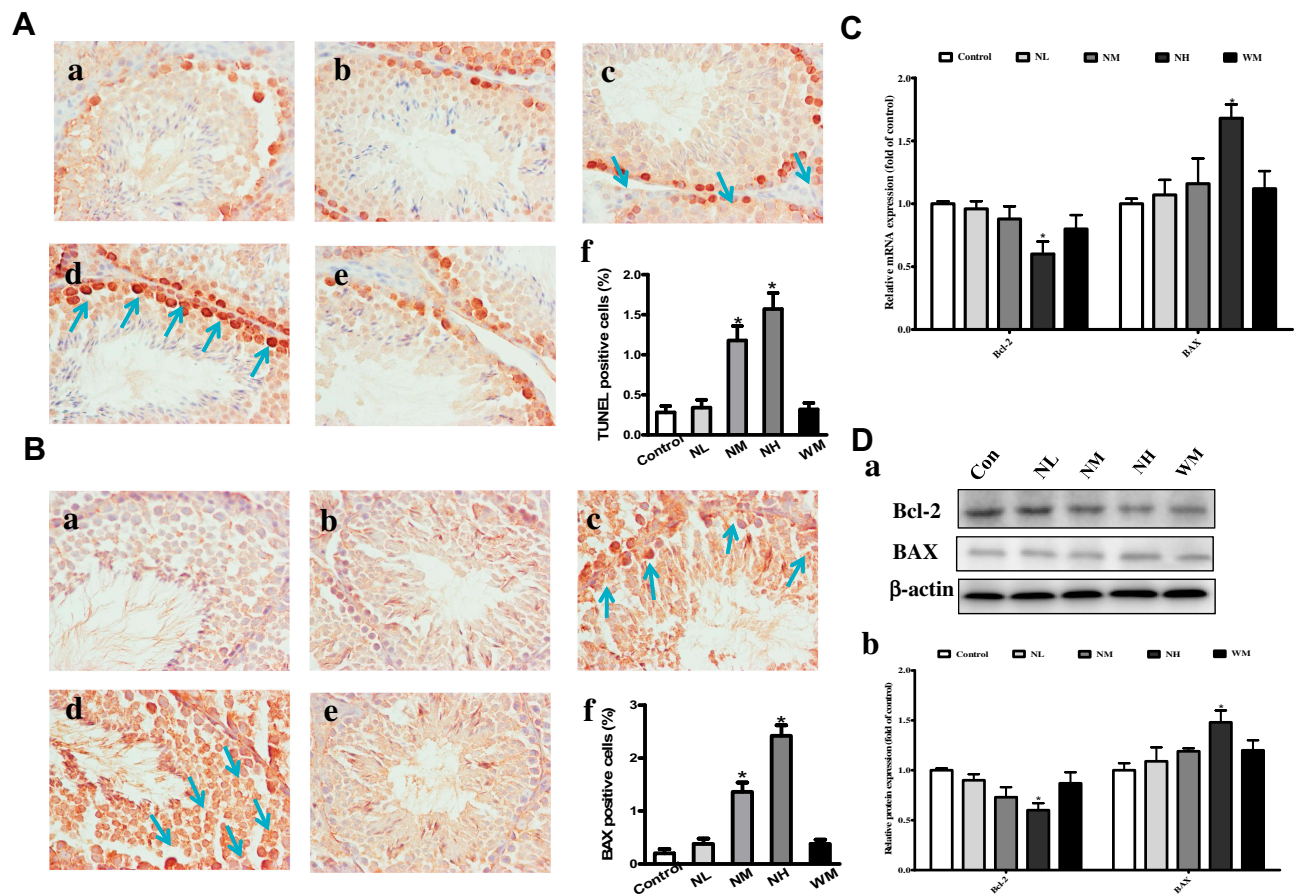 A
a
b
c
d
e
f
TUNEL positive cells (%)
2.0
1.5
1.0
0.5
0.0
Control
NL
NM
NH
WM
*
*
B
a
b
c
d
e
f
BAX positive cells (%)
3
2
1
0
Control
NL
NM
NH
WM
*
*
C
Control NL NM NH WM
Relative mRNA expression (fold of control)
2.0
1.5
1.0
0.5
0.0
*
*
Bcl-2
BAX
D
a
Con NL NM NH WM
Bcl-2
BAX
β-actin
b
Control NL NM NH WM
Relative protein expression (fold of control)
2.0
1.5
1.0
0.5
0.0
*
*
Bcl-2
BAX